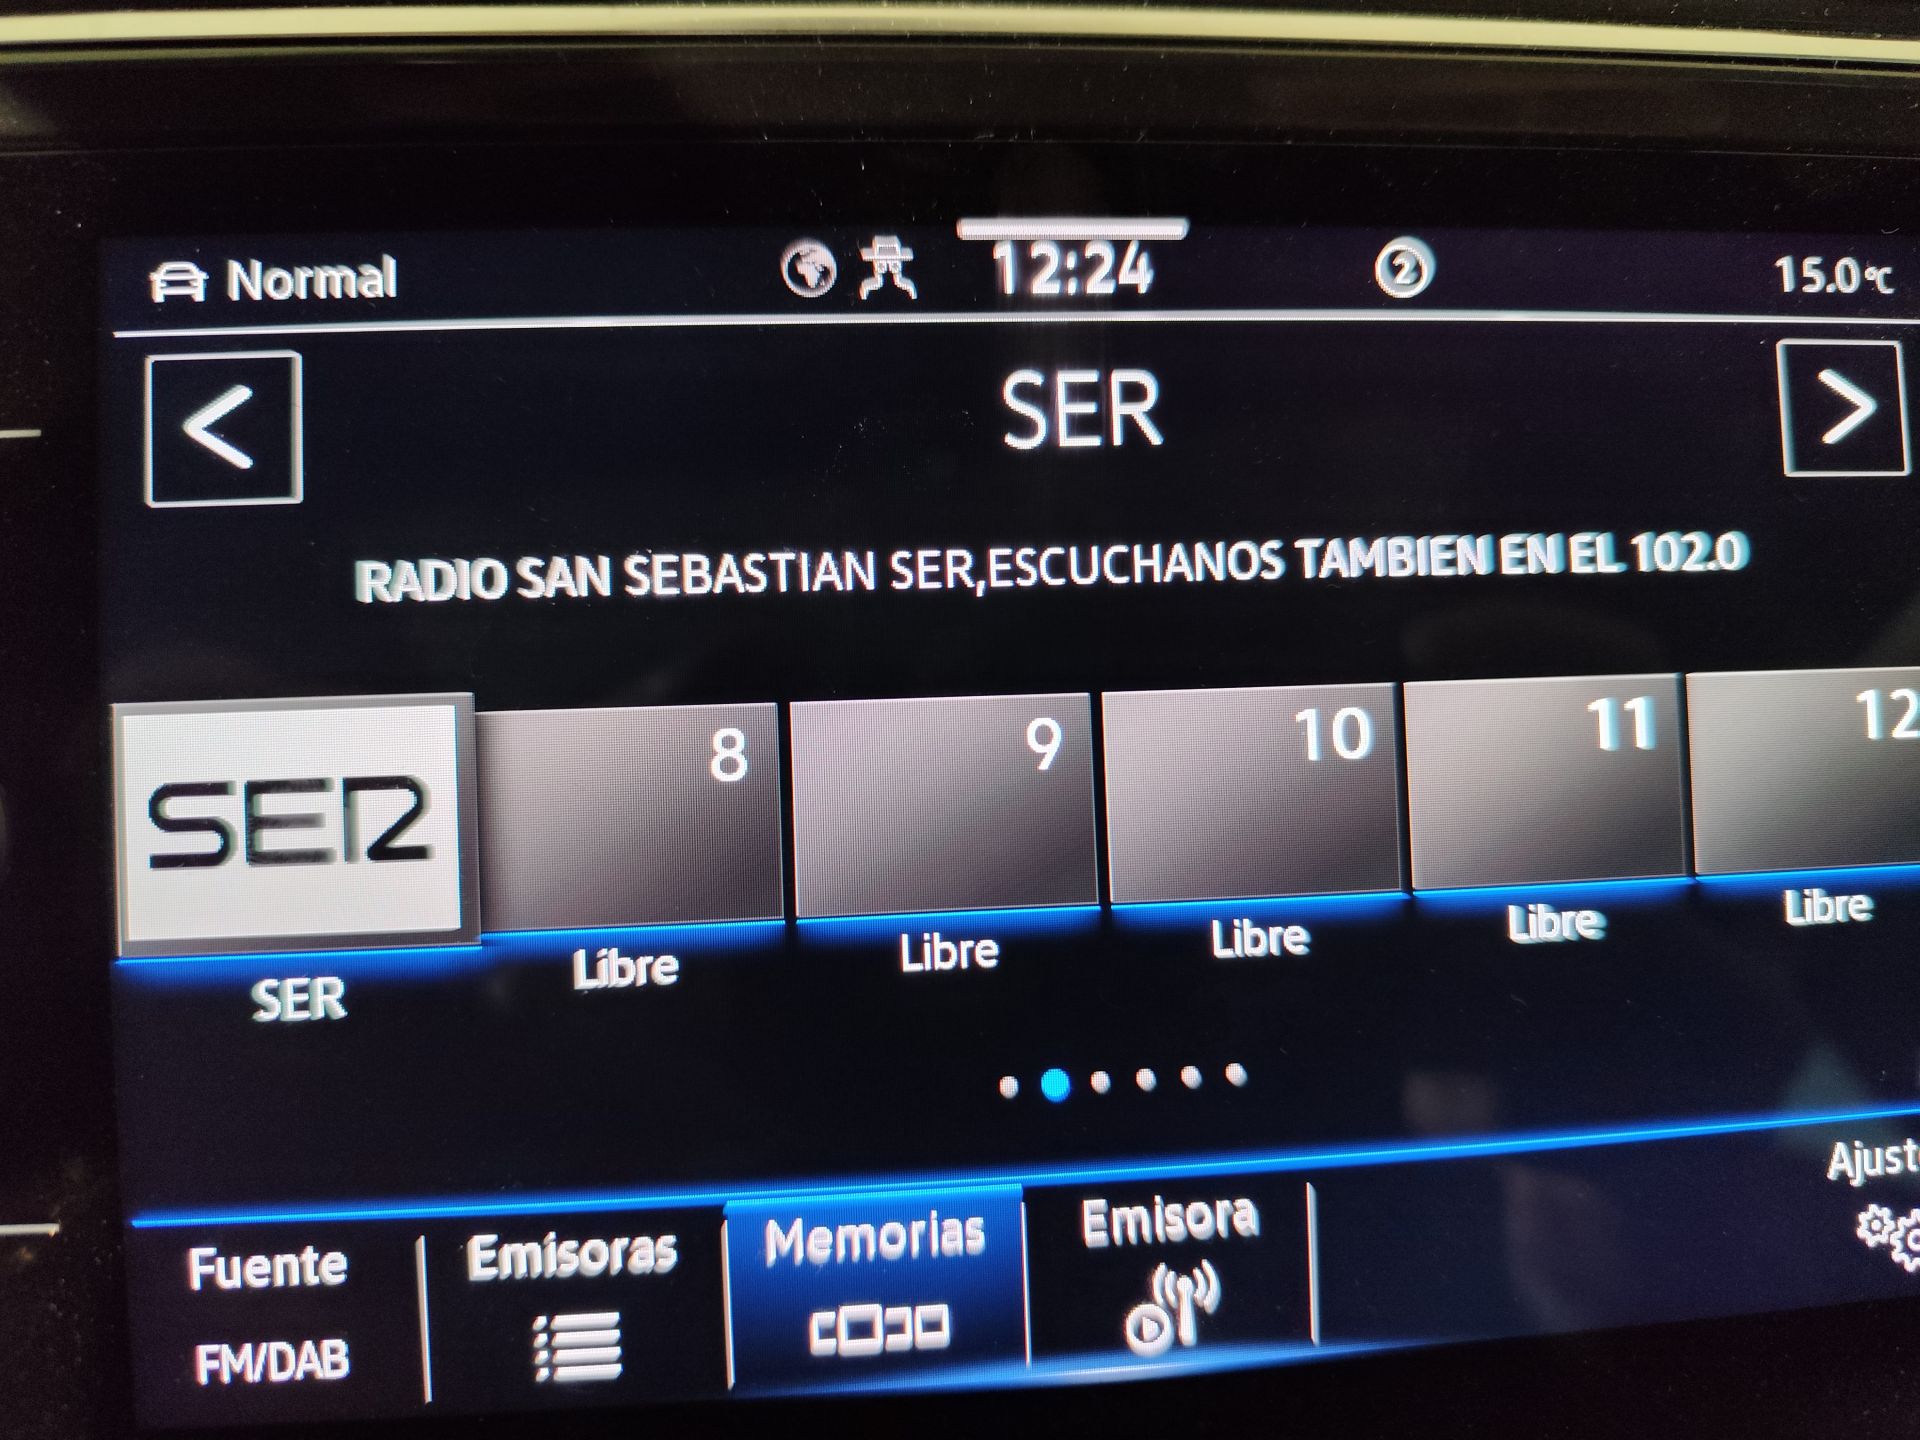 Normal 12:24 2 15.0°C
< SER >
RADIO SAN SEBASTIAN SER,ESCUCHANOS TAMBIEN EN EL 102.0
SER 8 9 10 11 12
SER Libre Libre Libre Libre Libre
Fuente Emisoras Memorias Emisora
FM/DAB